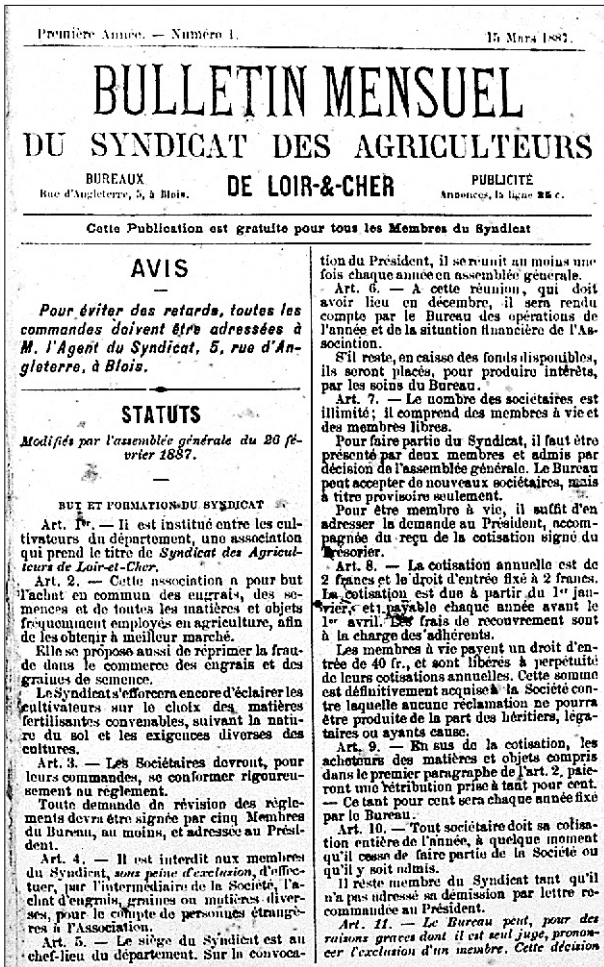 Première Année. — Numéro 1.
15 Mars 1887.
BULLETIN MENSUEL
DU SYNDICAT DES AGRICULTEURS
BUREAUX
Rue d'Angleterre, 5, à Blois.
DE LOIR-&-CHER
PUBLICITÉ
Annonces, la ligne 25 c.
Cette Publication est gratuite pour tous les Membres du Syndicat
AVIS
Pour éviter des retards, toutes les
commandes doivent être adressées à
M. l'Agent du Syndicat, 5, rue d'An-
gleterre, à Blois.
STATUTS
Modifiés par l'assemblée générale du 26 fé-
vrier 1887.
BUT ET FORMATION DU SYNDICAT
Art. 1er. — Il est institué entre les cul-
tivateurs du département, une association
qui prend le titre de Syndicat des Agricul-
teurs de Loir-et-Cher.
Art. 2. — Cette association a pour but
l'achat en commun des engrais, des se-
mences et de toutes les matières et objets
fréquemment employés en agriculture, afin
de les obtenir à meilleur marché.
Elle se propose aussi de réprimer la frau-
de dans le commerce des engrais et des
graines de semence.
Le Syndicat s'efforcera encore d'éclairer les
cultivateurs sur le choix des matières
fertilisantes convenables, suivant la natu-
re du sol et les exigences diverses des
cultures.
Art. 3. — Les Sociétaires devront, pour
leurs commandes, se conformer rigoureu-
sement au règlement.
Toute demande de révision des règle-
ments devra être signée par cinq Membres
du Bureau, au moins, et adressée au Prési-
dent.
Art. 4. — Il est interdit aux membres
du Syndicat, sous peine d'exclusion, d'effec-
tuer, par l'intermédiaire de la Société, l'a-
chat d'engrais, graines ou matières diver-
ses, pour le compte de personnes étrangè-
res à l'Association.
Art. 5. — Le siège du Syndicat est au
chef-lieu du département. Sur la convoca-
tion du Président, il se réunit au moins une
fois chaque année en assemblée générale.
Art. 6. — A cette réunion, qui doit
avoir lieu en décembre, il sera rendu
compte par le Bureau des opérations de
l'année et de la situation financière de l'As-
sociation.
S'il reste, en caisse des fonds disponibles,
ils seront placés, pour produire intérêts,
par les soins du Bureau.
Art. 7. — Le nombre des sociétaires est
illimité ; il comprend des membres à vie et
des membres libres.
Pour faire partie du Syndicat, il faut être
présenté par deux membres et admis par
décision de l'assemblée générale. Le Bureau
peut accepter de nouveaux sociétaires, mais
à titre provisoire seulement.
Pour être membre à vie, il suffit d'en
adresser la demande au Président, accom-
pagnée du reçu de la cotisation signé du
Trésorier.
Art. 8. — La cotisation annuelle est de
2 francs et le droit d'entrée fixé à 2 francs.
La cotisation est due à partir du 1er jan-
vier, et payable chaque année avant le
1er avril. Les frais de recouvrement sont
à la charge des adhérents.
Les membres à vie payent un droit d'en-
trée de 40 fr., et sont libérés à perpétuité
de leurs cotisations annuelles. Cette somme
est définitivement acquise à la Société con-
tre laquelle aucune réclamation ne pourra
être produite de la part des héritiers, léga-
taires ou ayants cause.
Art. 9. — En sus de la cotisation, les
acheteurs des matières et objets compris
dans le premier paragraphe de l'art. 2, paie-
ront une rétribution prise à tant pour cent.
— Ce tant pour cent sera chaque année fixé
par le Bureau.
Art. 10. — Tout sociétaire doit sa cotisa-
tion entière de l'année, à quelque moment
qu'il cesse de faire partie de la Société ou
qu'il y soit admis.
Il reste membre du Syndicat tant qu'il
n'a pas adressé sa démission par lettre re-
commandée au Président.
Art. 11. — Le Bureau peut, pour des
raisons graves dont il est seul juge, pronon-
cer l'exclusion d'un membre. Cette décision